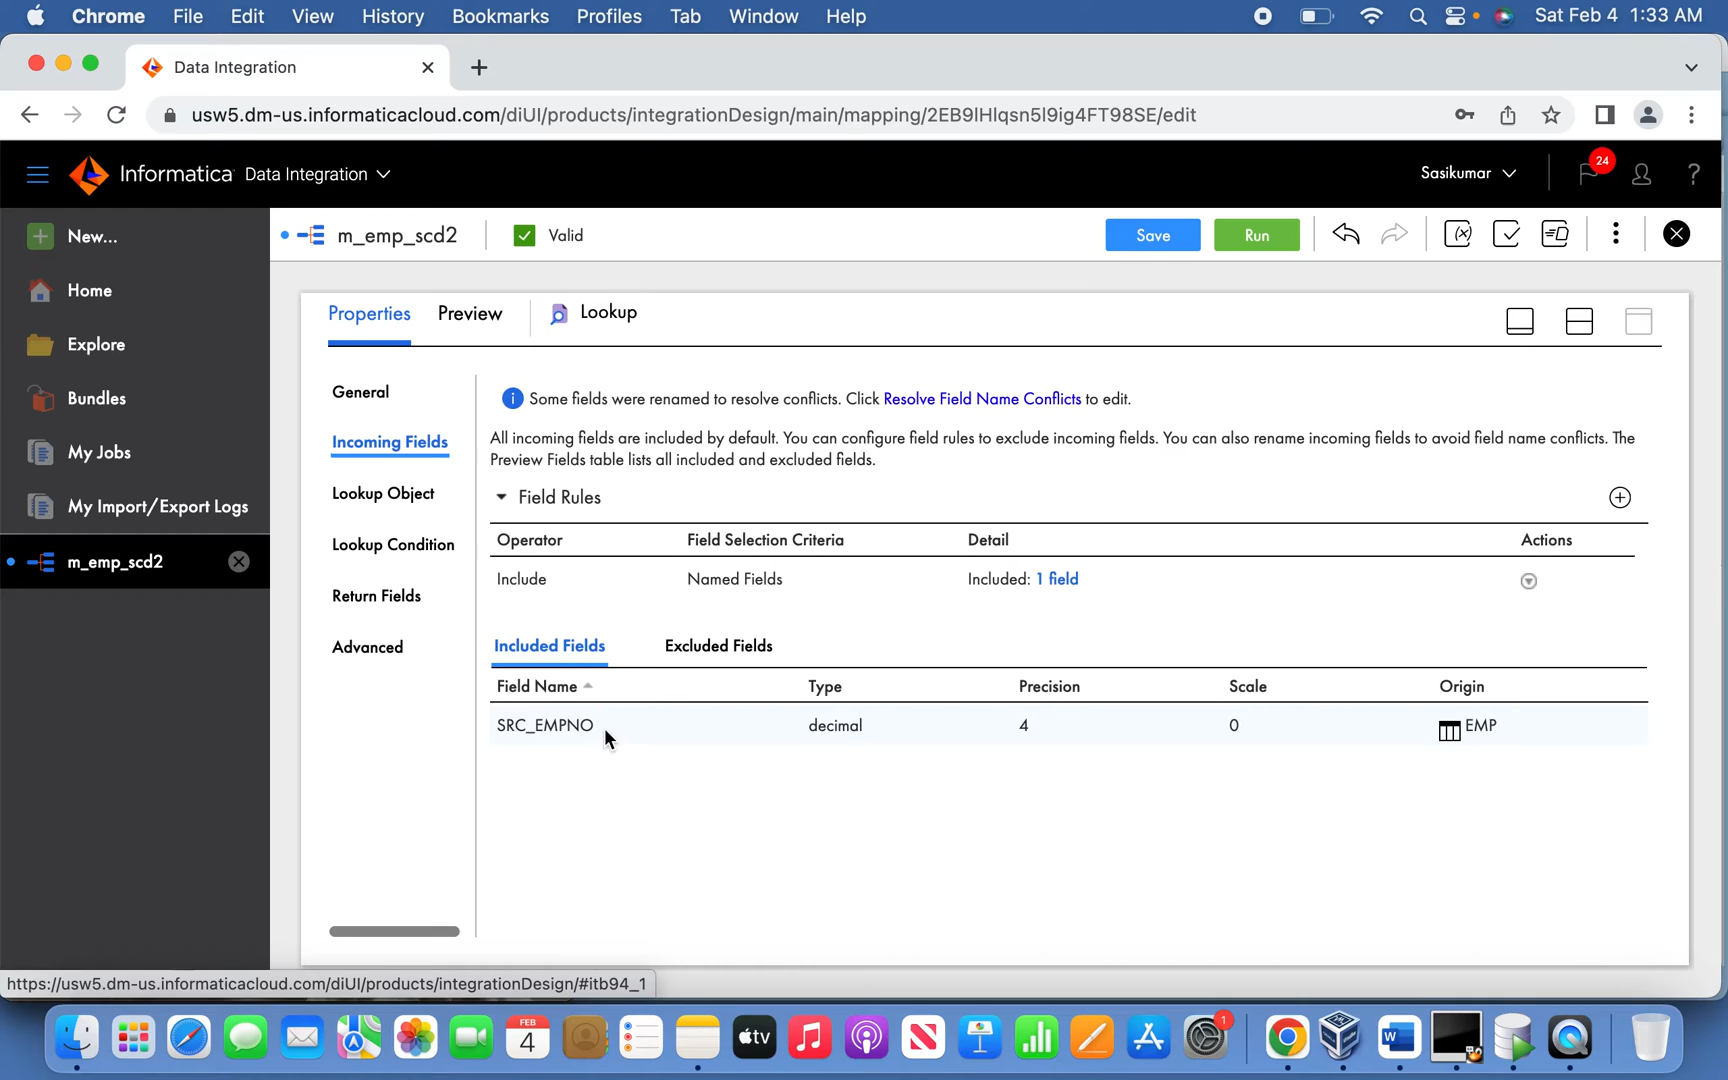 Chrome File Edit View History Bookmarks Profiles Tab Window Help Sat Feb 4 1:33 AM
Data Integration
usw5.dm-us.informaticacloud.com/diUI/products/integrationDesign/main/mapping/2EB9IHlqsn5l9ig4FT98SE/edit
Informatica Data Integration Sasikumar 24 ?
New... m_emp_scd2 Valid Save Run
Home
Properties Preview Lookup
Explore
Bundles
My Jobs
My Import/Export Logs
m_emp_scd2
General
Incoming Fields
Lookup Object
Lookup Condition
Return Fields
Advanced
Some fields were renamed to resolve conflicts. Click Resolve Field Name Conflicts to edit.
All incoming fields are included by default. You can configure field rules to exclude incoming fields. You can also rename incoming fields to avoid field name conflicts. The
Preview Fields table lists all included and excluded fields.
Field Rules
Operator Field Selection Criteria Detail Actions
Include Named Fields Included: 1 field
Included Fields Excluded Fields
Field Name Type Precision Scale Origin
SRC_EMPNO decimal 4 0 EMP
https://usw5.dm-us.informaticacloud.com/diUI/products/integrationDesign/#itb94_1
FEB
4
tv
1
W